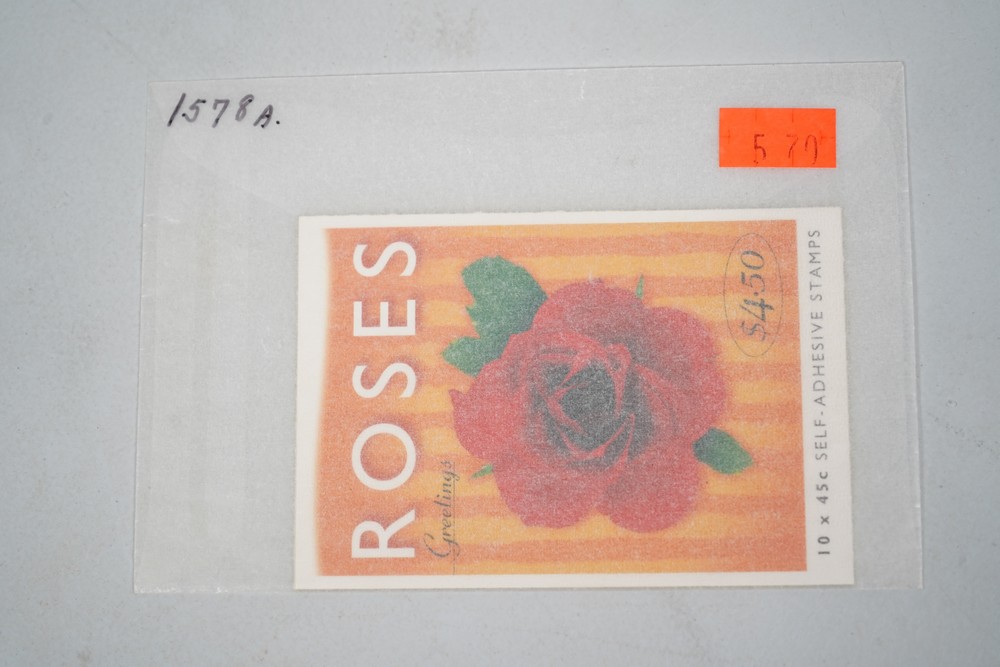 1578A.
5 70
ROSES
Greetings
$4.50
10 x 45c SELF-ADHESIVE STAMPS